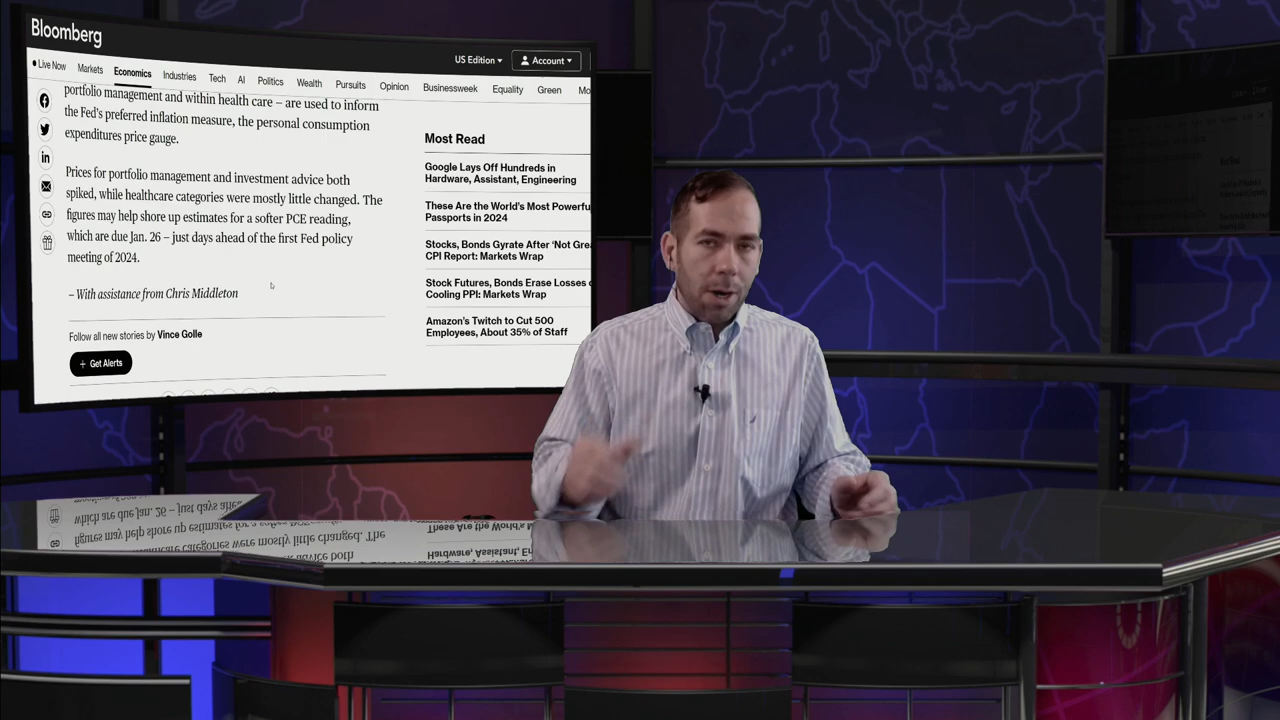 Bloomberg
US Edition
Account
Live Now Markets Economics Industries Tech AI Politics Wealth Pursuits Opinion Businessweek Equality Green Mo
portfolio management and within health care – are used to inform
the Fed's preferred inflation measure, the personal consumption
expenditures price gauge.
Prices for portfolio management and investment advice both
spiked, while healthcare categories were mostly little changed. The
figures may help shore up estimates for a softer PCE reading,
which are due Jan. 26 – just days ahead of the first Fed policy
meeting of 2024.
– With assistance from Chris Middleton
Follow all new stories by Vince Golle
+ Get Alerts
Most Read
Google Lays Off Hundreds in
Hardware, Assistant, Engineering
These Are the World's Most Powerfu
Passports in 2024
Stocks, Bonds Gyrate After 'Not Gre
CPI Report: Markets Wrap
Stock Futures, Bonds Erase Losses
Cooling PPI: Markets Wrap
Amazon's Twitch to Cut 500
Employees, About 35% of Staff